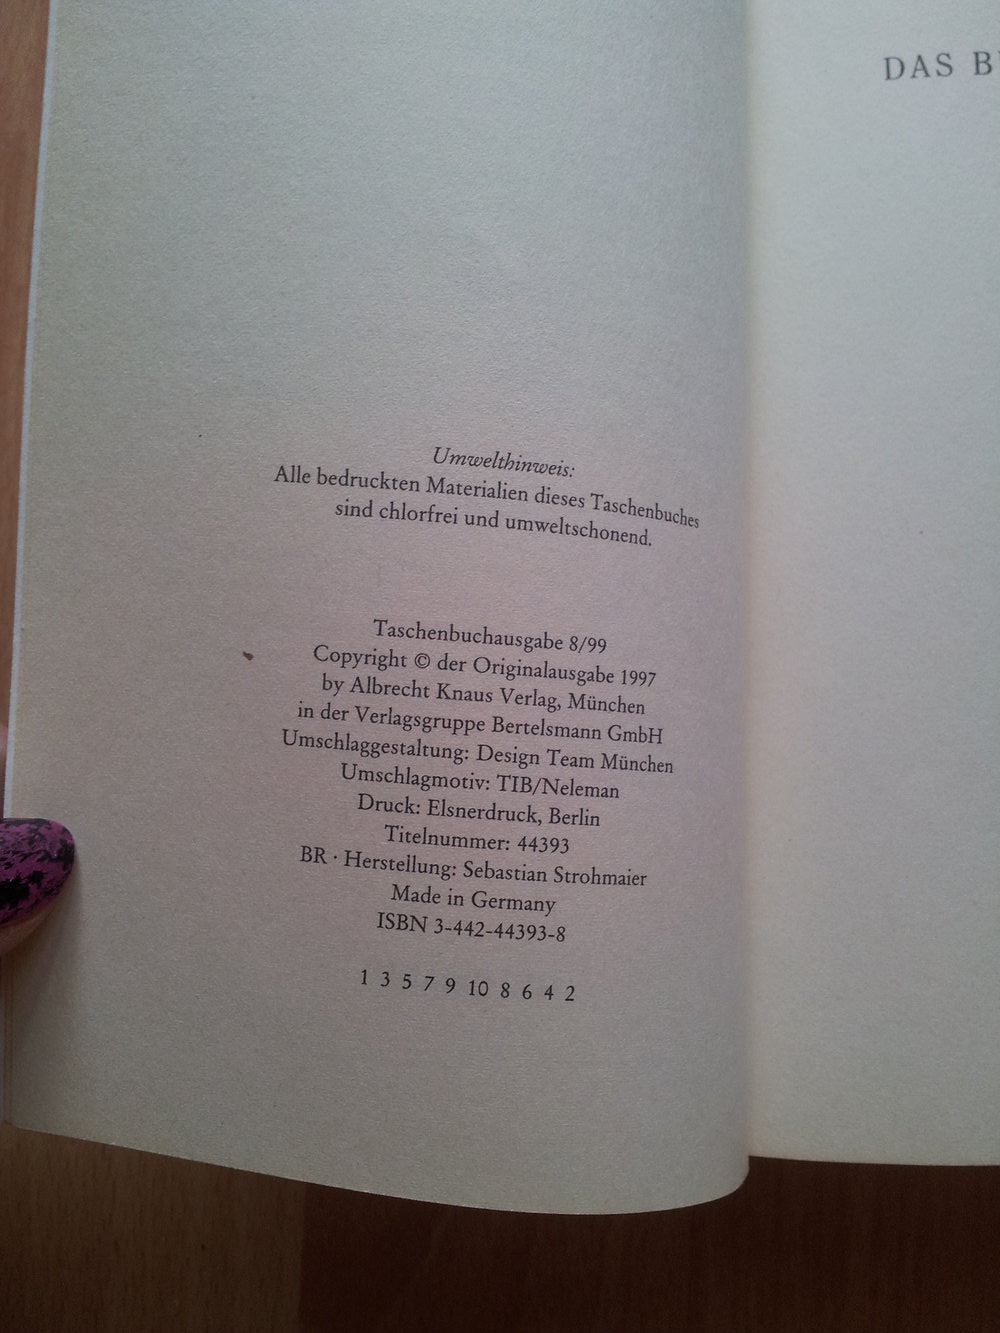 Umwelthinweis:
Alle bedruckten Materialien dieses Taschenbuches
sind chlorfrei und umweltschonend.
Taschenbuchausgabe 8/99
Copyright © der Originalausgabe 1997
by Albrecht Knaus Verlag, München
in der Verlagsgruppe Bertelsmann GmbH
Umschlaggestaltung: Design Team München
Umschlagmotiv: TIB/Neleman
Druck: Elsnerdruck, Berlin
Titelnummer: 44393
BR · Herstellung: Sebastian Strohmaier
Made in Germany
ISBN 3-442-44393-8
1 3 5 7 9 10 8 6 4 2
DAS